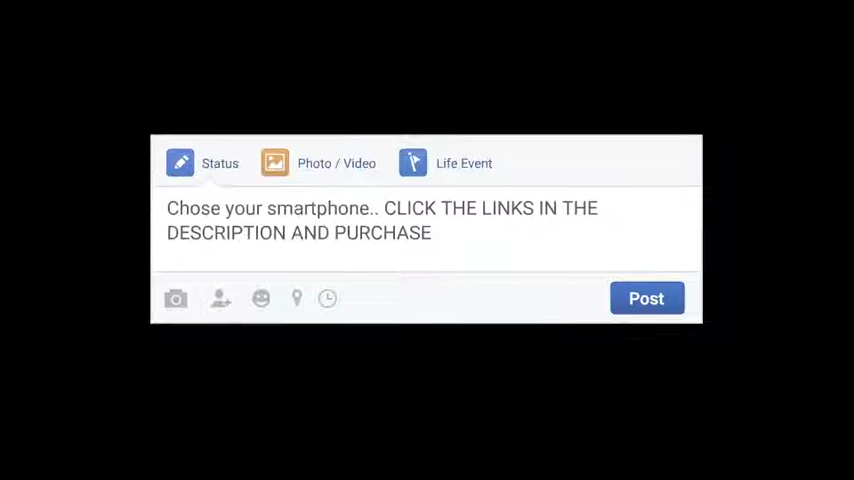 Status Photo / Video Life Event
Chose your smartphone.. CLICK THE LINKS IN THE
DESCRIPTION AND PURCHASE
Post